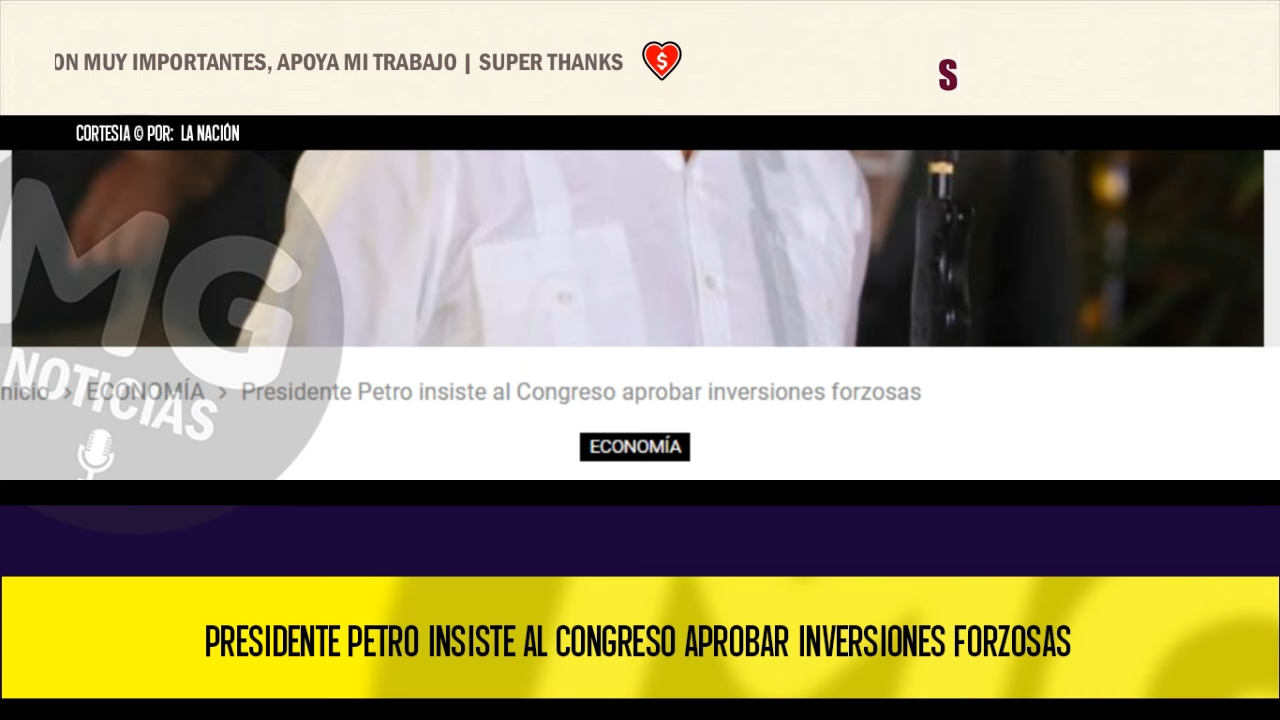 ON MUY IMPORTANTES, APOYA MI TRABAJO | SUPER THANKS
S
CORTESIA © POR: LA NACIÓN
MG
NOTICIAS
nicio > ECONOMÍA > Presidente Petro insiste al Congreso aprobar inversiones forzosas
ECONOMÍA
PRESIDENTE PETRO INSISTE AL CONGRESO APROBAR INVERSIONES FORZOSAS